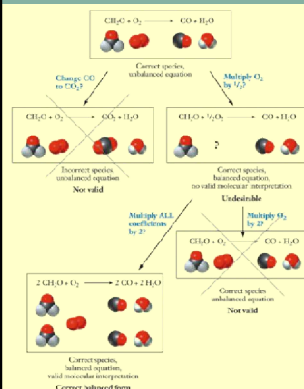 CH₂O + O₂ → CO + H₂O
Correct species,
unbalanced equation
Change CO
to CO₂?
Multiply O₂
by ½?
CH₂O + O₂ → CO₂ + H₂O
Incorrect species
unbalanced equation
Not valid
CH₂O + ½O₂ → CO + H₂O
?
Correct species,
balanced equation,
no valid molecular interpretation
Undesirable
Multiply ALL
coefficients
by 2?
Multiply O₂
by 2?
CH₂O + O₂ → CO + H₂O
Correct species
unbalanced equation
Not valid
2 CH₂O + O₂ → 2 CO + 2 H₂O
Correct species,
balanced equation,
valid molecular interpretation
Correct balanced form